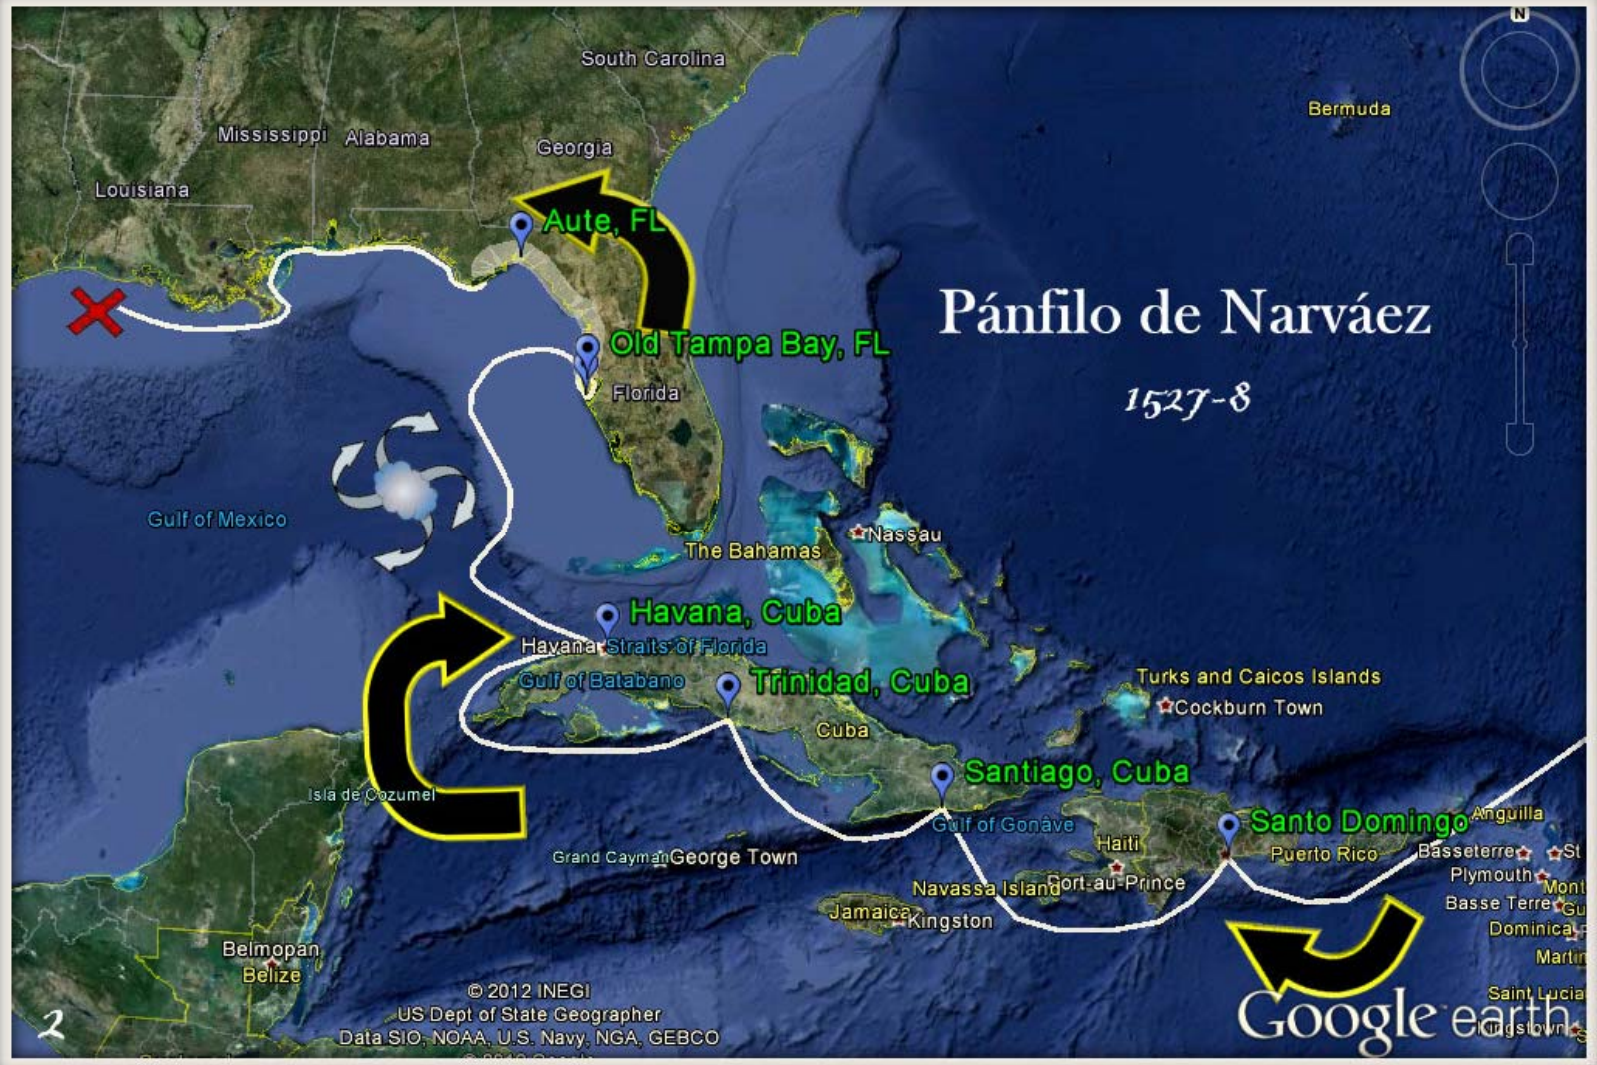 N
South Carolina
Bermuda
Mississippi
Alabama
Georgia
Louisiana
Aute, FL
Pánfilo de Narváez
Old Tampa Bay, FL
Florida
1527-8
Gulf of Mexico
Nassau
The Bahamas
Havana, Cuba
Havana
Straits of Florida
Gulf of Batabano
Trinidad, Cuba
Turks and Caicos Islands
Cockburn Town
Cuba
Santiago, Cuba
Isla de Cozumel
Gulf of Gonâve
Santo Domingo
Anguilla
Haiti
Puerto Rico
Basseterre
St
Grand Cayman
George Town
Plymouth
Port-au-Prince
Navassa Island
Mont
Basse Terre
Gu
Jamaica
Kingston
Dominica
Belmopan
Belize
Martin
© 2012 INEGI
US Dept of State Geographer
Data SIO, NOAA, U.S. Navy, NGA, GEBCO
Saint Lucia
Google earth
Kingstown
2